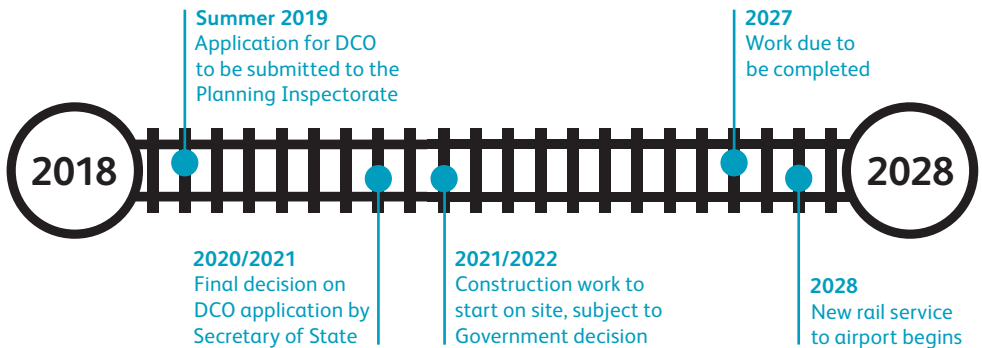 Summer 2019
Application for DCO
to be submitted to the
Planning Inspectorate
2027
Work due to
be completed
2018
2028
2020/2021
Final decision on
DCO application by
Secretary of State
2021/2022
Construction work to
start on site, subject to
Government decision
2028
New rail service
to airport begins